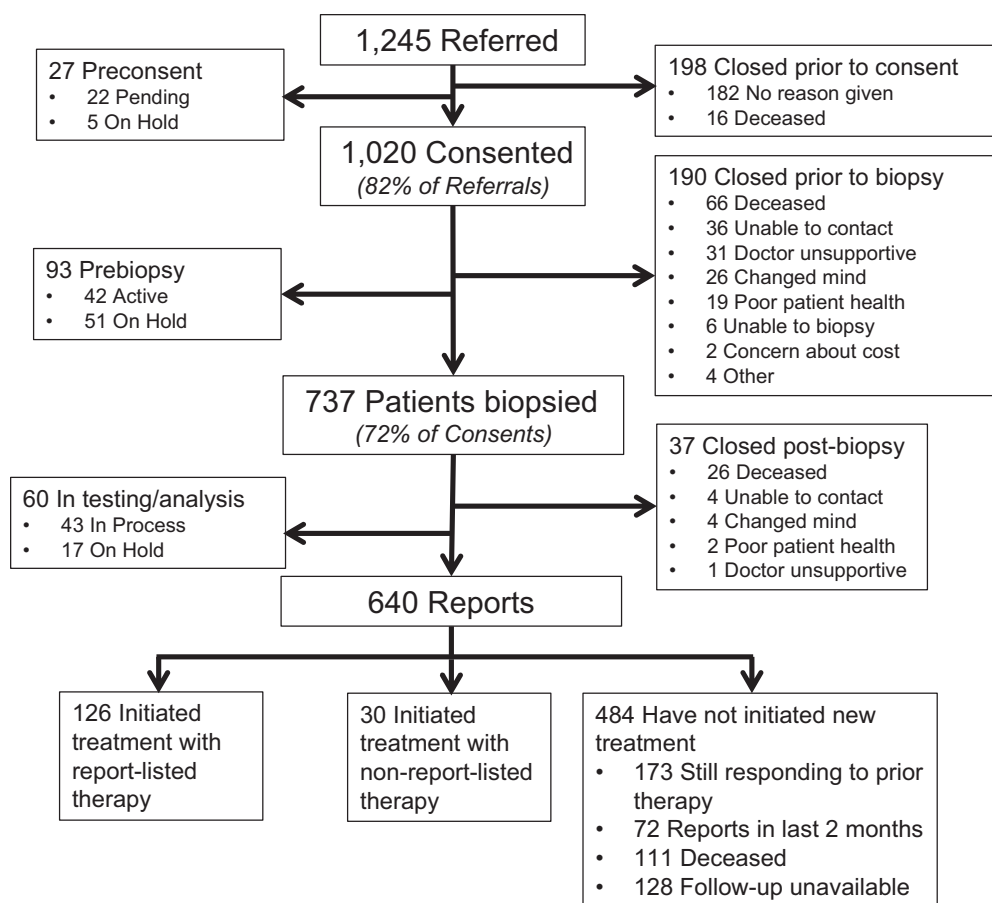 1,245 Referred
27 Preconsent
• 22 Pending
• 5 On Hold
198 Closed prior to consent
• 182 No reason given
• 16 Deceased
1,020 Consented
(82% of Referrals)
190 Closed prior to biopsy
• 66 Deceased
• 36 Unable to contact
• 31 Doctor unsupportive
• 26 Changed mind
• 19 Poor patient health
• 6 Unable to biopsy
• 2 Concern about cost
• 4 Other
93 Prebiopsy
• 42 Active
• 51 On Hold
737 Patients biopsied
(72% of Consents)
37 Closed post-biopsy
• 26 Deceased
• 4 Unable to contact
• 4 Changed mind
• 2 Poor patient health
• 1 Doctor unsupportive
60 In testing/analysis
• 43 In Process
• 17 On Hold
640 Reports
126 Initiated
treatment with
report-listed
therapy
30 Initiated
treatment with
non-report-listed
therapy
484 Have not initiated new
treatment
• 173 Still responding to prior
therapy
• 72 Reports in last 2 months
• 111 Deceased
• 128 Follow-up unavailable